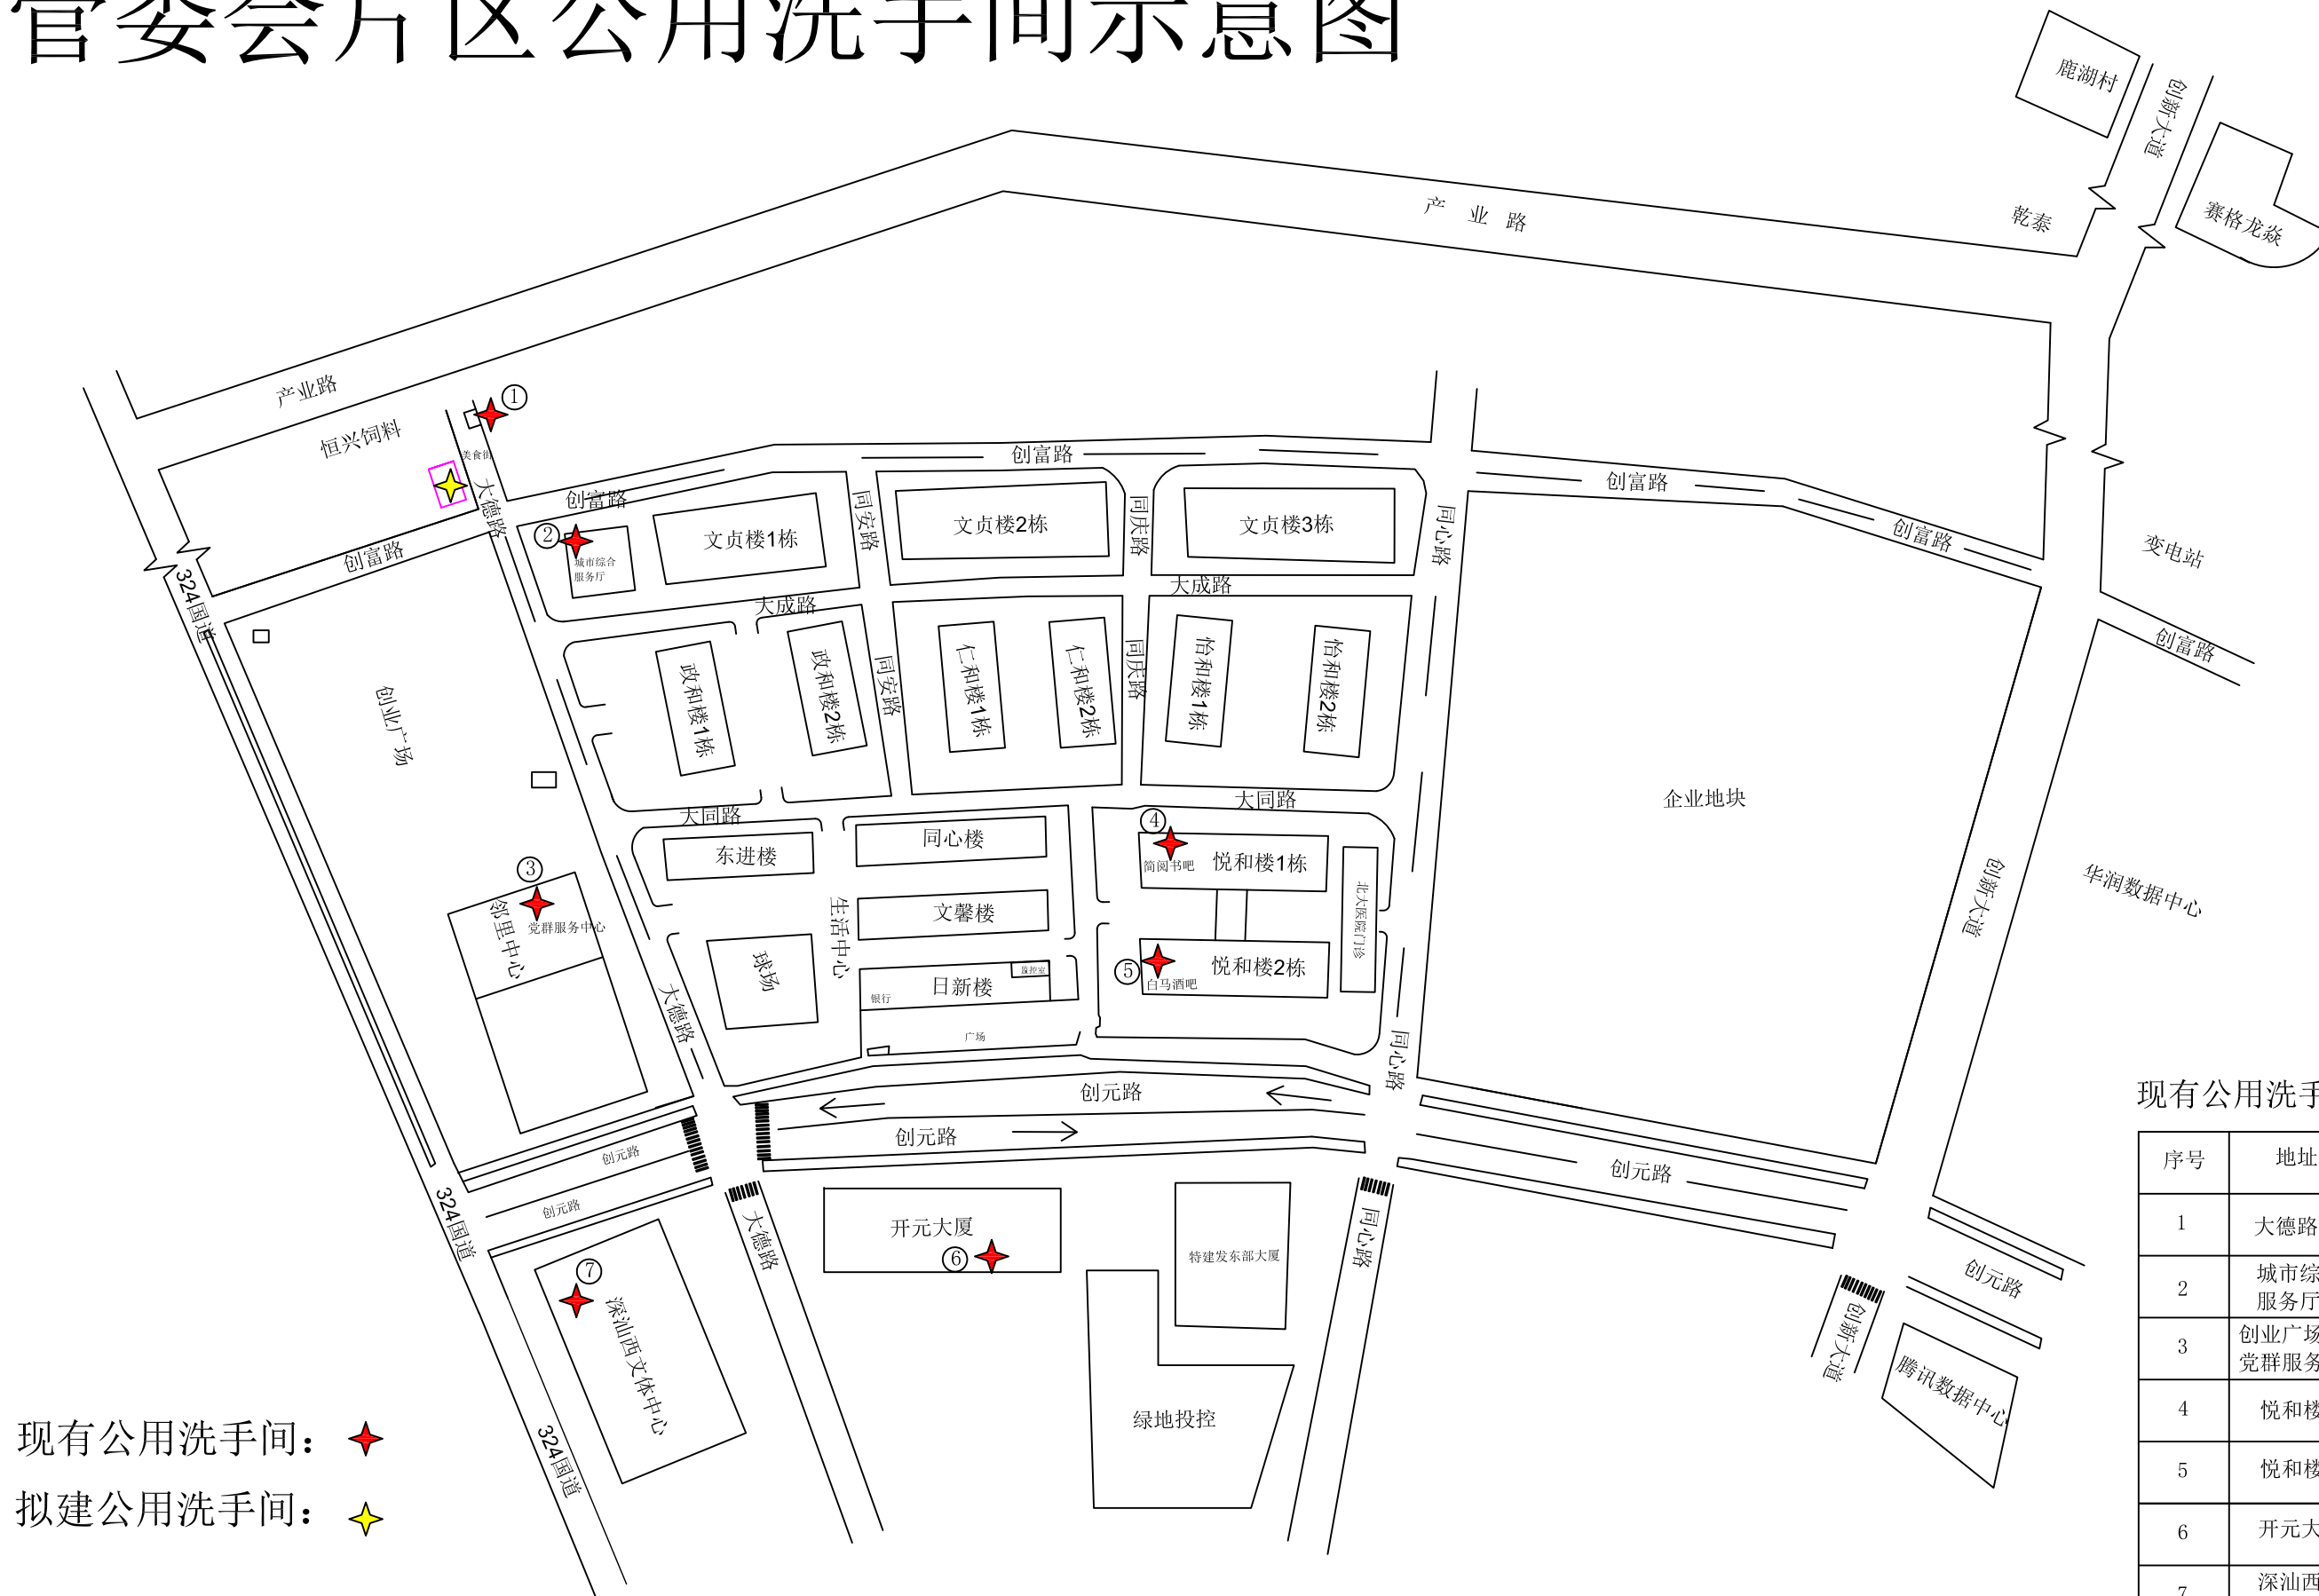 管委会片区公用洗手间示意图
鹿湖村
创新大道
赛格龙焱
乾泰
产 业 路
产业路
恒兴饲料
①
美食街
大德路
创富路
创富路
创富路
创富路
创富路
创富路
324国道
②
城市综合
服务厅
文贞楼1栋
同安路
文贞楼2栋
同庆路
文贞楼3栋
同心路
变电站
大成路
大成路
政和楼1栋
政和楼2栋
同安路
仁和楼1栋
仁和楼2栋
同庆路
怡和楼1栋
怡和楼2栋
创业广场
企业地块
大同路
大同路
③
邻里中心
党群服务中心
东进楼
同心楼
④
简阅书吧
悦和楼1栋
北大医院门诊
文馨楼
生活中心
球场
日新楼
监控室
银行
广场
⑤
白马酒吧
悦和楼2栋
创新大道
华润数据中心
大德路
同心路
创元路
创元路
创元路
创元路
创元路
创元路
324国道
大德路
开元大厦
⑥
特建发东部大厦
同心路
⑦
深汕西文体中心
绿地投控
创新大道
腾讯数据中心
324国道
现有公用洗手间：
拟建公用洗手间：
现有公用洗手
序号 地址
1 大德路
2 城市综
服务厅
3 创业广场
党群服务
4 悦和楼
5 悦和楼
6 开元大
7 深汕西